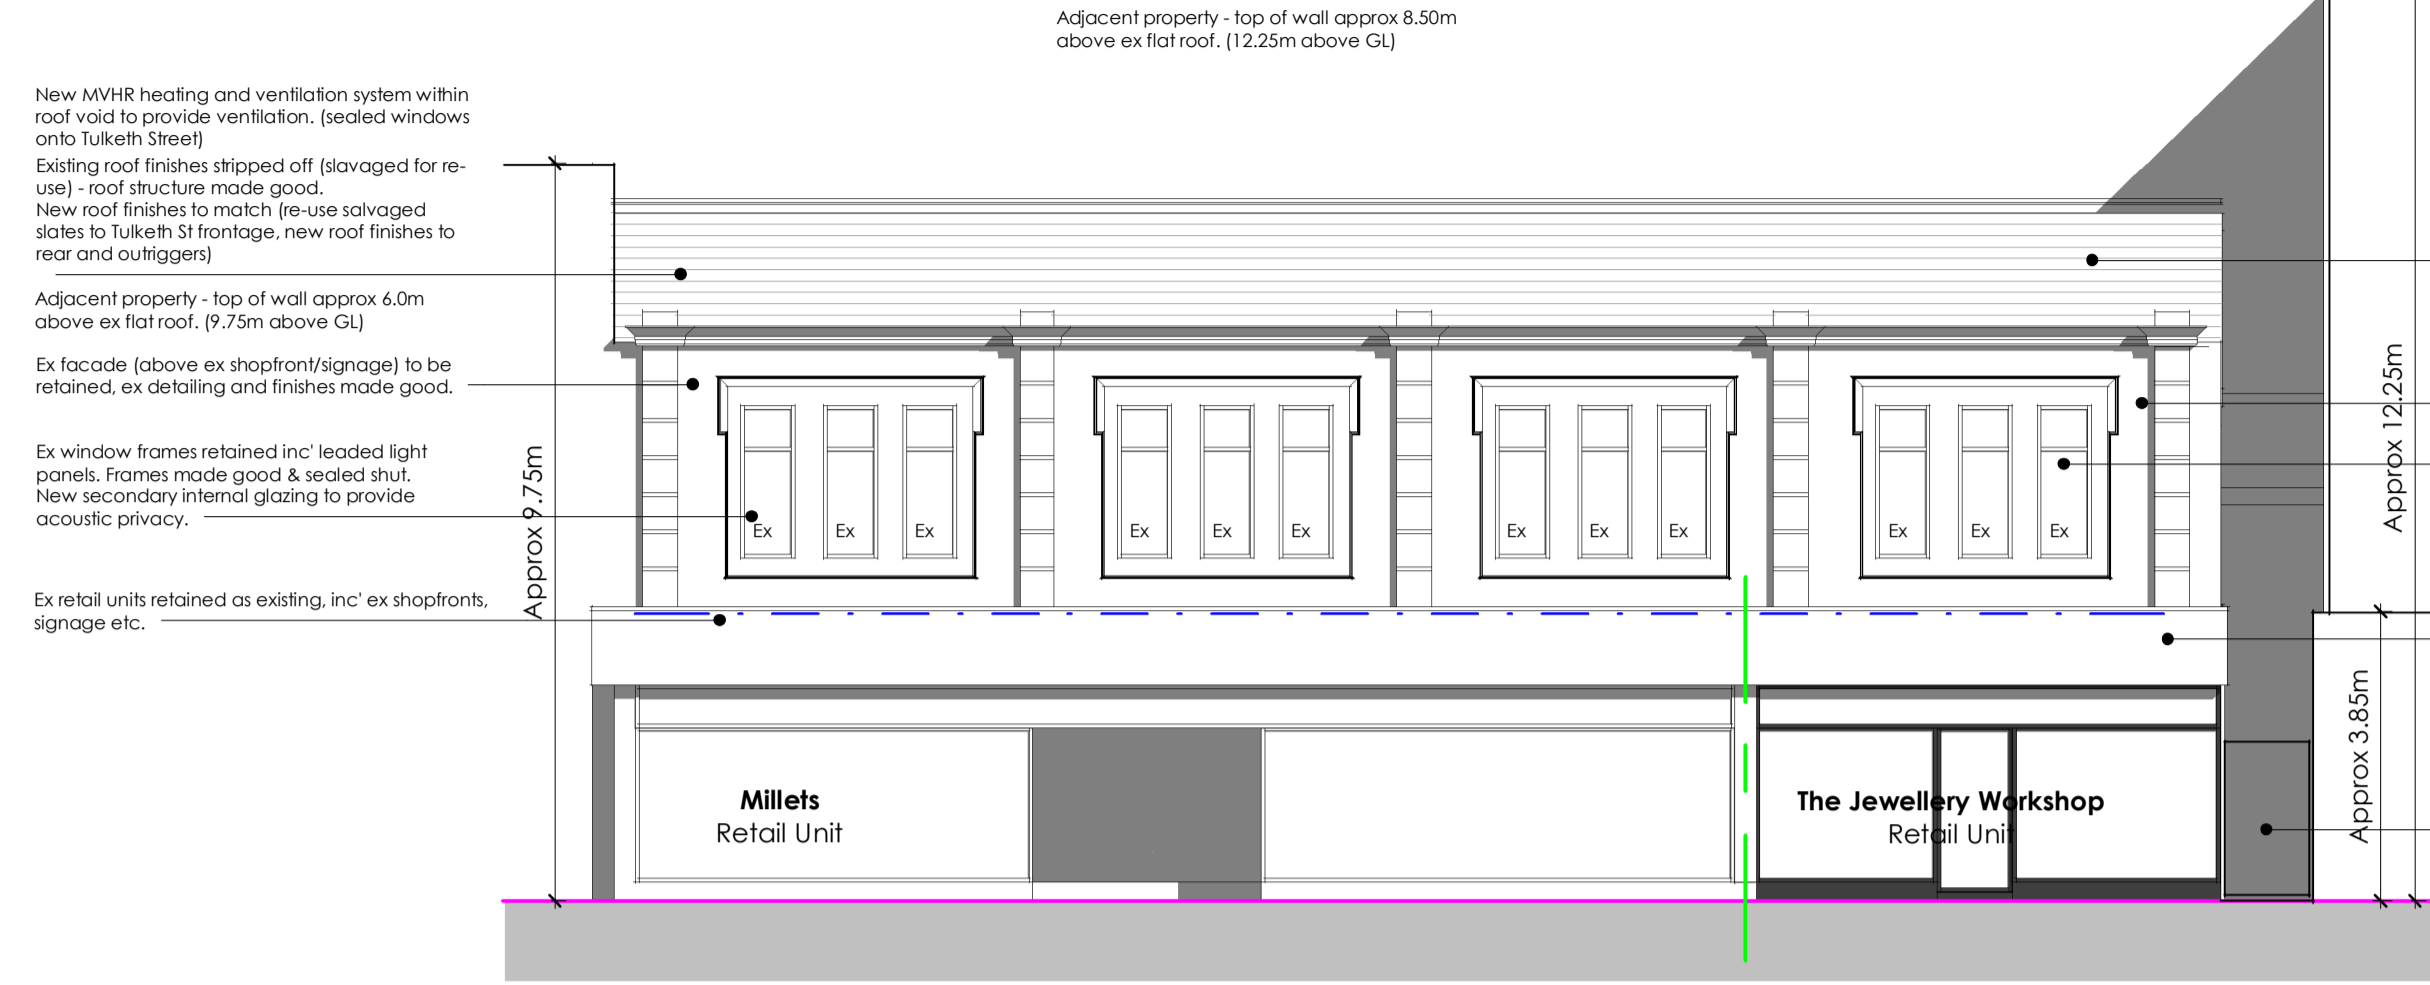 Adjacent property - top of wall approx 8.50m
above ex flat roof. (12.25m above GL)
New MVHR heating and ventilation system within
roof void to provide ventilation. (sealed windows
onto Tulketh Street)
Existing roof finishes stripped off (slavaged for re-
use) - roof structure made good.
New roof finishes to match (re-use salvaged
slates to Tulketh St frontage, new roof finishes to
rear and outriggers)
Adjacent property - top of wall approx 6.0m
above ex flat roof. (9.75m above GL)
Ex facade (above ex shopfront/signage) to be
retained, ex detailing and finishes made good.
Ex window frames retained inc' leaded light
panels. Frames made good & sealed shut.
New secondary internal glazing to provide
acoustic privacy.
Ex retail units retained as existing, inc' ex shopfronts,
signage etc.
Approx 9.75m
Ex Ex Ex Ex Ex Ex Ex Ex Ex Ex Ex Ex
Approx 12.25m
Approx 3.85m
Millets
Retail Unit
The Jewellery Workshop
Retail Unit